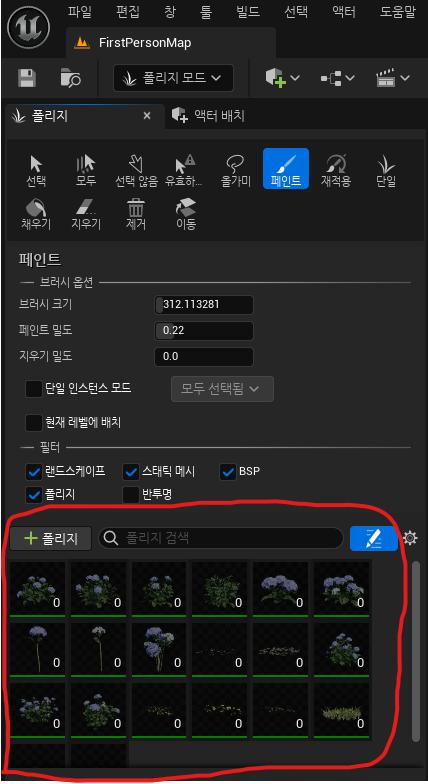 파일 편집 창 툴 빌드 선택 액터 도움말
FirstPersonMap
폴리지 모드
폴리지 × 액터 배치
선택 모두 선택 않음 유효하... 올가미 페인트 재적용 단일
채우기 지우기 제거 이동
페인트
브러시 옵션
브러시 크기 312.113281
페인트 밀도 0.22
지우기 밀도 0.0
단일 인스턴스 모드 모두 선택됨
현재 레벨에 배치
필터
랜드스케이프 스태틱 메시 BSP
폴리지 반투명
+ 폴리지 폴리지 검색
0 0 0 0 0 0
0 0 0 0 0 0
0 0 0 0 0 0